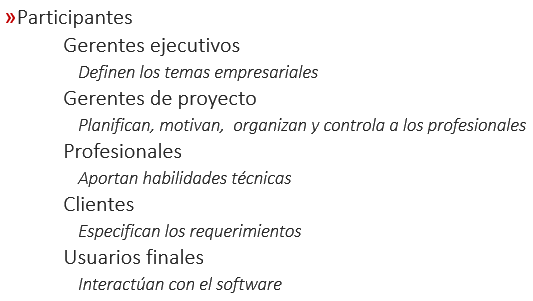 »Participantes
Gerentes ejecutivos
Definen los temas empresariales
Gerentes de proyecto
Planifican, motivan,  organizan y controla a los profesionales
Profesionales
Aportan habilidades técnicas
Clientes
Especifican los requerimientos
Usuarios finales
Interactúan con el software